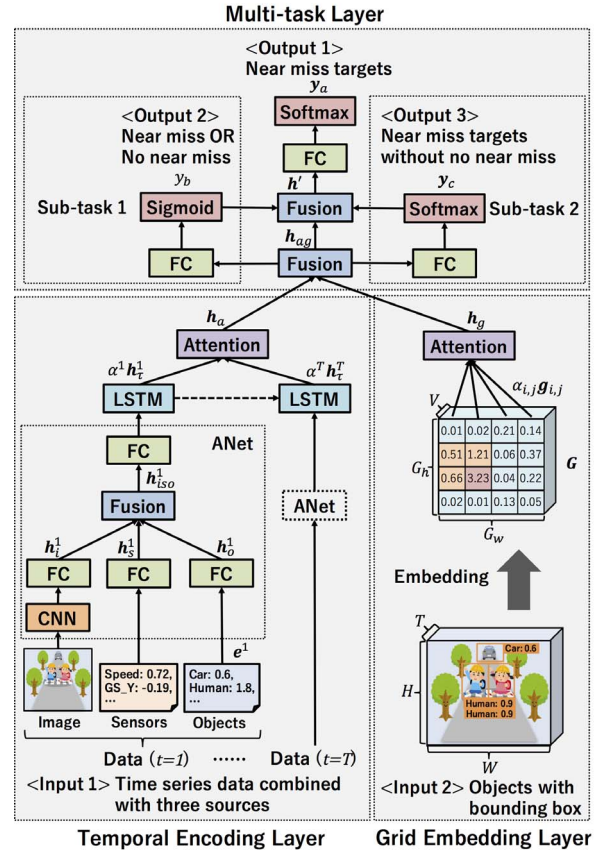 Multi-task Layer
<Output 1>
Near miss targets
y_a
Softmax
FC
h′
Fusion
h_ag
Fusion
<Output 2>
Near miss OR
No near miss
y_b
Sub-task 1
Sigmoid
FC
<Output 3>
Near miss targets
without no near miss
y_c
Softmax
Sub-task 2
FC
h_a
Attention
α^1 h_τ^1
α^T h_τ^T
LSTM
LSTM
ANet
FC
h_iso^1
Fusion
ANet
h_i^1
h_s^1
h_o^1
FC
FC
FC
CNN
e^1
Speed: 0.72,
GS_Y: -0.19,
...
Car: 0.6,
Human: 1.8,
...
Image
Sensors
Objects
Data (t=1) ...... Data (t=T)
<Input 1> Time series data combined
with three sources
Temporal Encoding Layer
h_g
Attention
α_i,j g_i,j
V
0.01 0.02 0.21 0.14
0.51 1.21 0.06 0.37
0.66 3.23 0.04 0.22
0.02 0.01 0.13 0.05
G_h
G
G_w
Embedding
T
Car: 0.6
H
Human: 0.9
Human: 0.9
W
<Input 2> Objects with
bounding box
Grid Embedding Layer